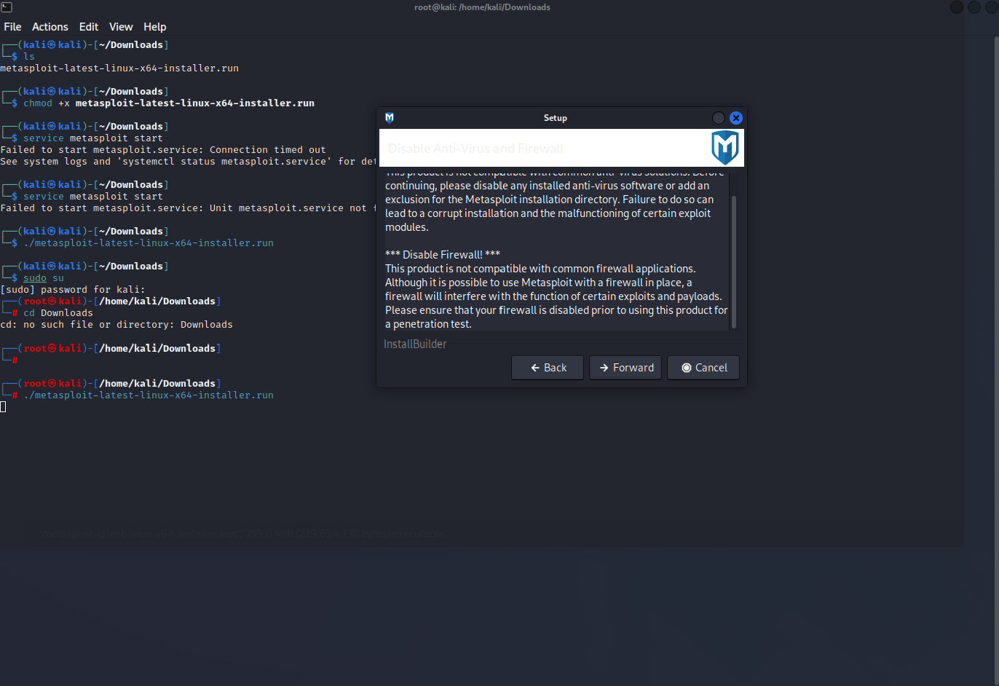 root@kali: /home/kali/Downloads
File Actions Edit View Help
┌──(kali㉿kali)-[~/Downloads]
└─$ ls
metasploit-latest-linux-x64-installer.run
┌──(kali㉿kali)-[~/Downloads]
└─$ chmod +x metasploit-latest-linux-x64-installer.run
┌──(kali㉿kali)-[~/Downloads]
└─$ service metasploit start
Failed to start metasploit.service: Connection timed out
See system logs and 'systemctl status metasploit.service' for det
┌──(kali㉿kali)-[~/Downloads]
└─$ service metasploit start
Failed to start metasploit.service: Unit metasploit.service not f
┌──(kali㉿kali)-[~/Downloads]
└─$ ./metasploit-latest-linux-x64-installer.run
┌──(kali㉿kali)-[~/Downloads]
└─$ sudo su
[sudo] password for kali:
┌──(root㉿kali)-[/home/kali/Downloads]
└─# cd Downloads
cd: no such file or directory: Downloads
┌──(root㉿kali)-[/home/kali/Downloads]
└─#
┌──(root㉿kali)-[/home/kali/Downloads]
└─# ./metasploit-latest-linux-x64-installer.run
Setup
Disable Anti-Virus and Firewall
This product is not compatible with common anti-virus solutions. Before
continuing, please disable any installed anti-virus software or add an
exclusion for the Metasploit installation directory. Failure to do so can
lead to a corrupt installation and the malfunctioning of certain exploit
modules.
*** Disable Firewall! ***
This product is not compatible with common firewall applications.
Although it is possible to use Metasploit with a firewall in place, a
firewall will interfere with the function of certain exploits and payloads.
Please ensure that your firewall is disabled prior to using this product for
a penetration test.
InstallBuilder
Back
Forward
Cancel